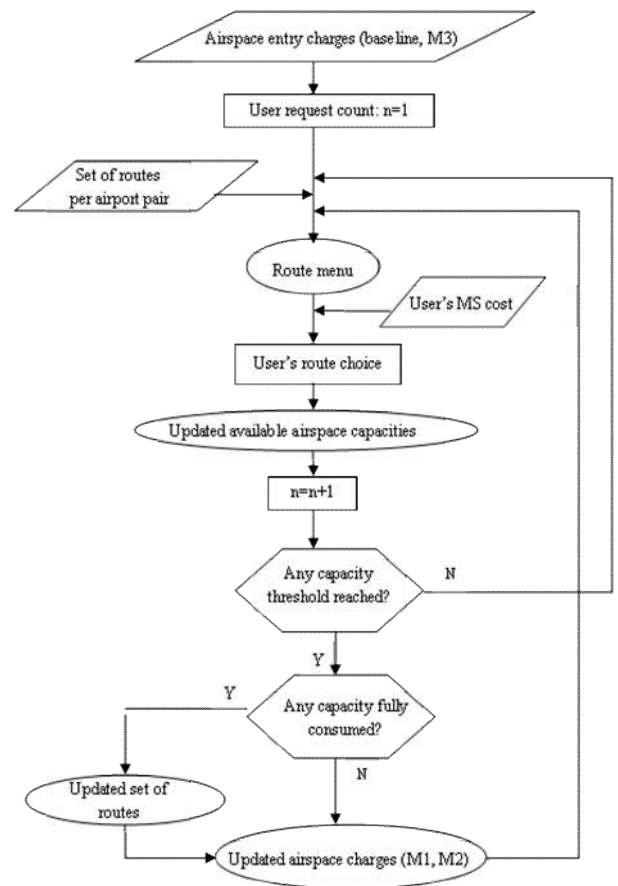 Airspace entry charges (baseline, M3)
User request count: n=1
Set of routes
per airport pair
Route menu
User's MS cost
User's route choice
Updated available airspace capacities
n=n+1
Any capacity
threshold reached?
N
Y
Any capacity fully
consumed?
Y
N
Updated set of
routes
Updated airspace charges (M1, M2)